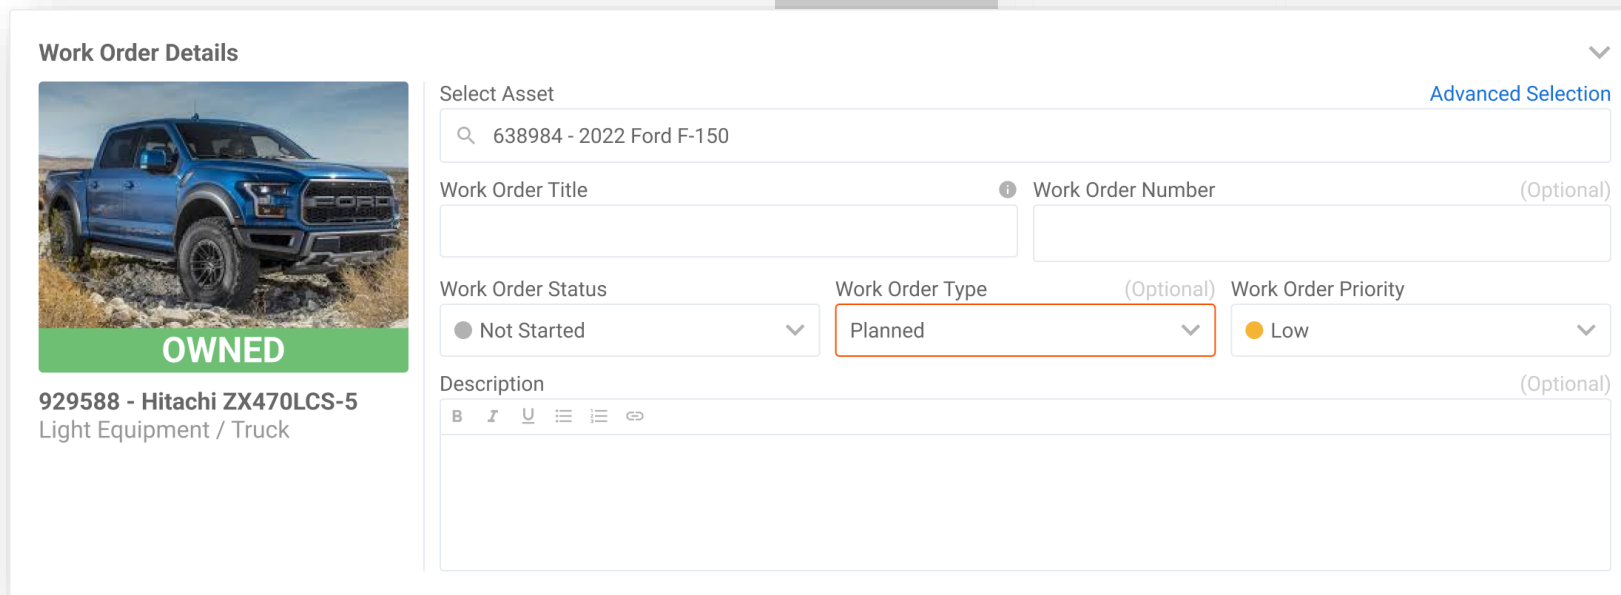 Work Order Details
FORD
OWNED
929588 - Hitachi ZX470LCS-5
Light Equipment / Truck
Select Asset
Advanced Selection
638984 - 2022 Ford F-150
Work Order Title
Work Order Number
(Optional)
Work Order Status
Work Order Type
(Optional)
Work Order Priority
Not Started
Planned
Low
Description
(Optional)
B I U